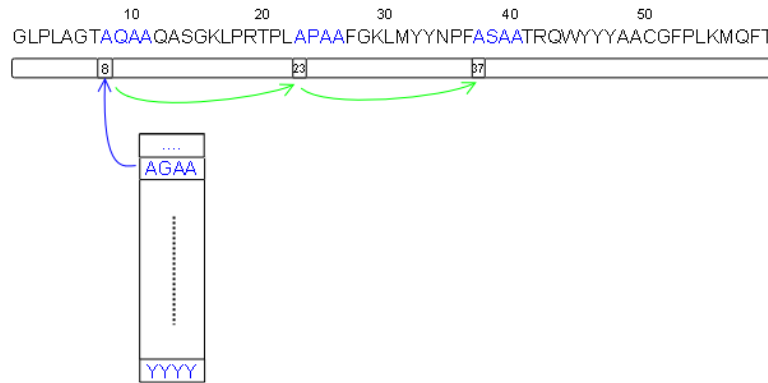 10 20 30 40 50
GLPLAGTAQAAQASGKLPRTPLAPAAFGKLMYYNPFASAATRQWYYYAACGFPLKMQFT
8 23 37
....
AGAA
YYYY